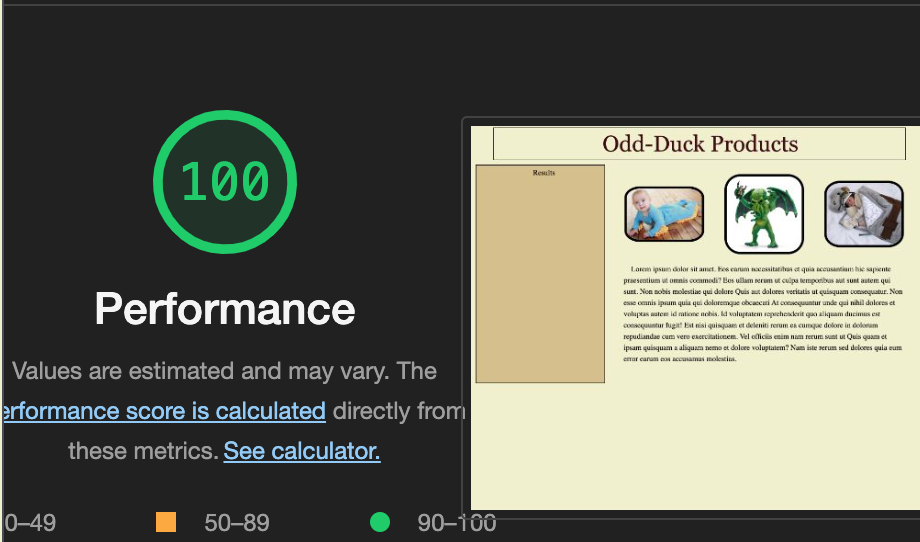 100
Performance
Values are estimated and may vary. The
erformance score is calculated directly from
these metrics. See calculator.
0–49
50–89
90–100
Odd-Duck Products
Results
Lorem ipsum dolor sit amet. Eos earum necessitatibus et quia accusantium hic sapiente
praesentium ut omnis commodi? Eos ullam rerum ut culpa temporibus aut sunt autem qui
sunt. Non nobis molestiae qui dolore Quis aut dolores veritatis ut quisquam consequatur. Non
esse omnis ipsum quia qui doloremque obcaecati At consequuntur unde qui nihil dolores et
voluptas autem id ratione nobis. Id voluptatem reprehenderit quo aliquam ducimus est
consequuntur fugit! Est nisi quisquam et deleniti rerum ea cumque dolore in dolorum
repudiandae cum vero exercitationem. Vel officiis enim nam rerum sunt ut Quis quam et
ipsam quisquam a aliquam nemo et dolore voluptatem? Nam iste rerum sed dolores quia eum
error earum eos accusamus molestias.